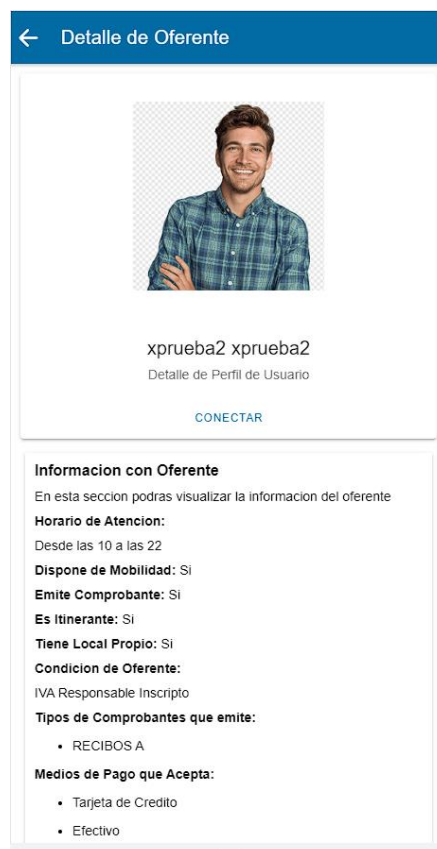 Detalle de Oferente
xprueba2 xprueba2
Detalle de Perfil de Usuario
CONECTAR
Informacion con Oferente
En esta seccion podras visualizar la informacion del oferente
Horario de Atencion:
Desde las 10 a las 22
Dispone de Mobilidad: Si
Emite Comprobante: Si
Es Itinerante: Si
Tiene Local Propio: Si
Condicion de Oferente:
IVA Responsable Inscripto
Tipos de Comprobantes que emite:
• RECIBOS A
Medios de Pago que Acepta:
• Tarjeta de Credito
• Efectivo